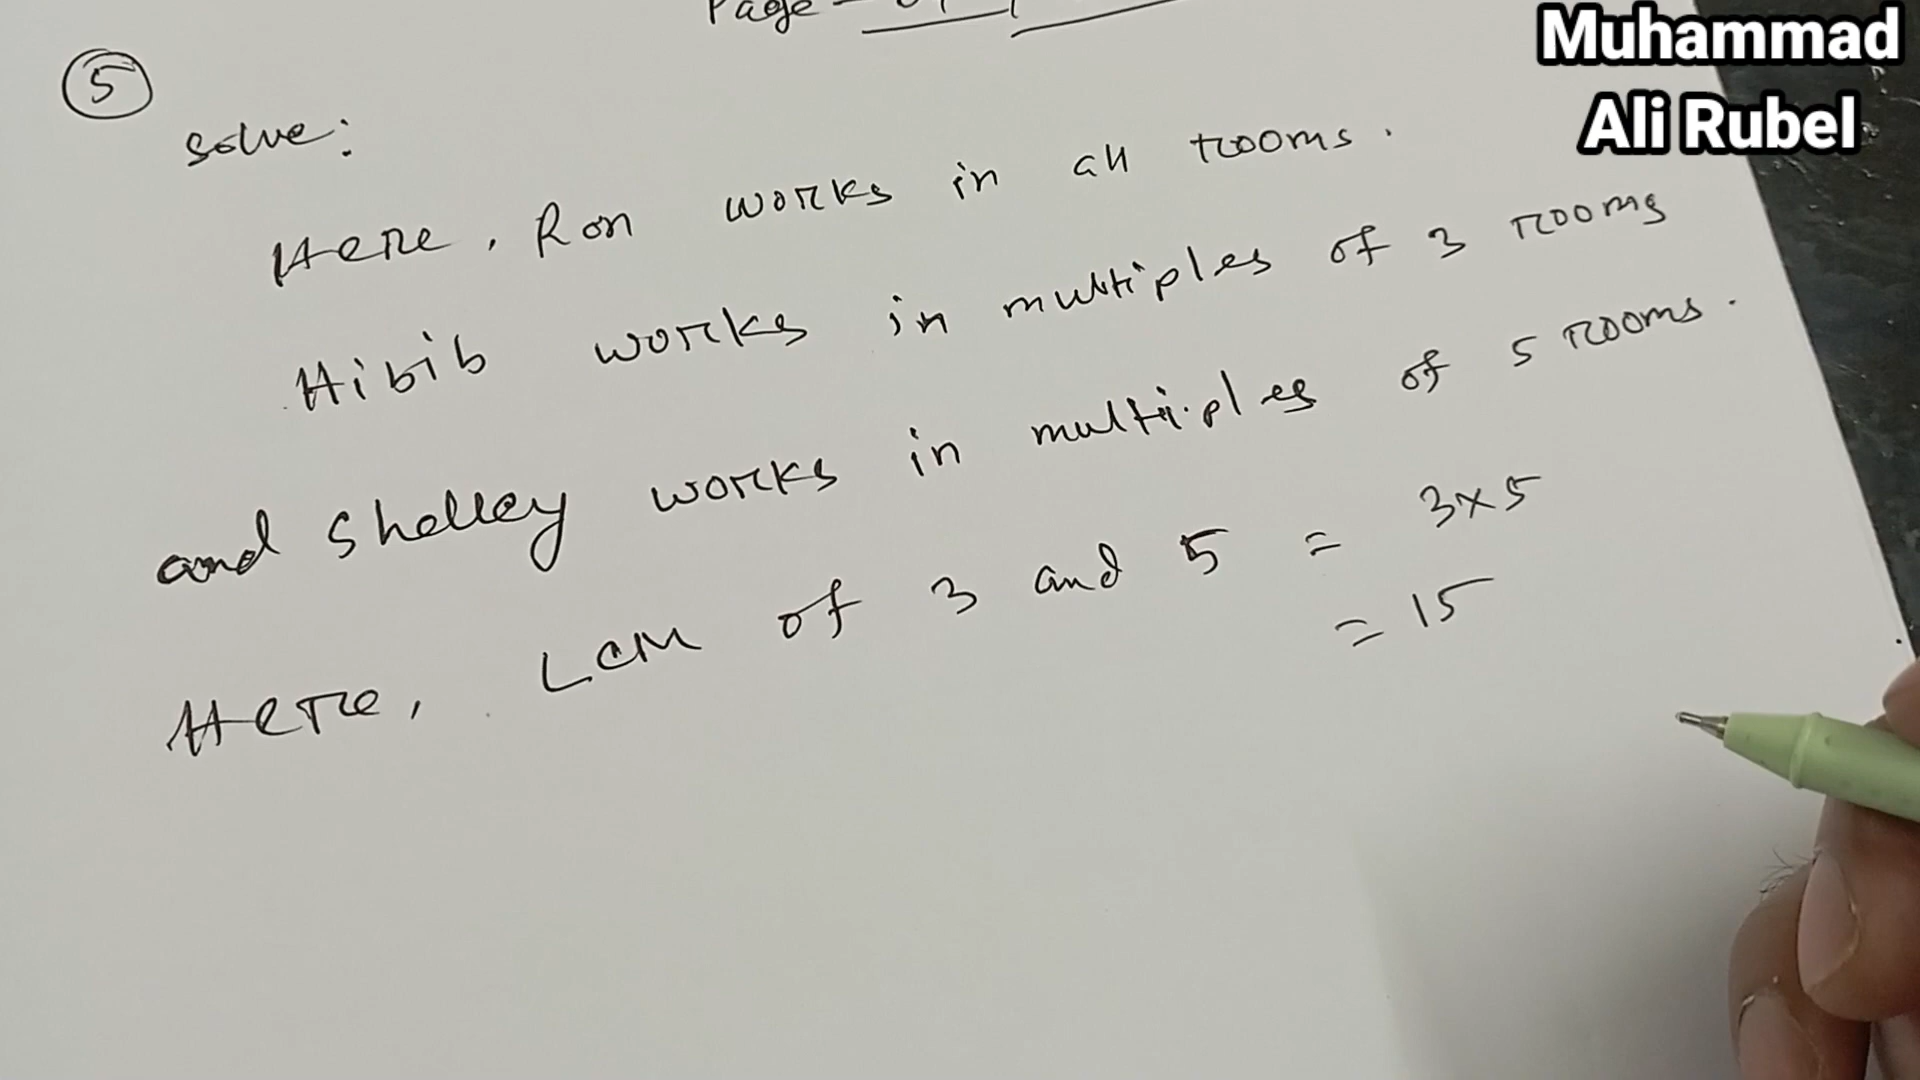 Page
Muhammad
Ali Rubel
5
Solve:
Here, Ron works in all rooms.
Hibib works in multiples of 3 rooms
and Shelley works in multiples of 5 rooms.
Here, LCM of 3 and 5 = 3×5
= 15